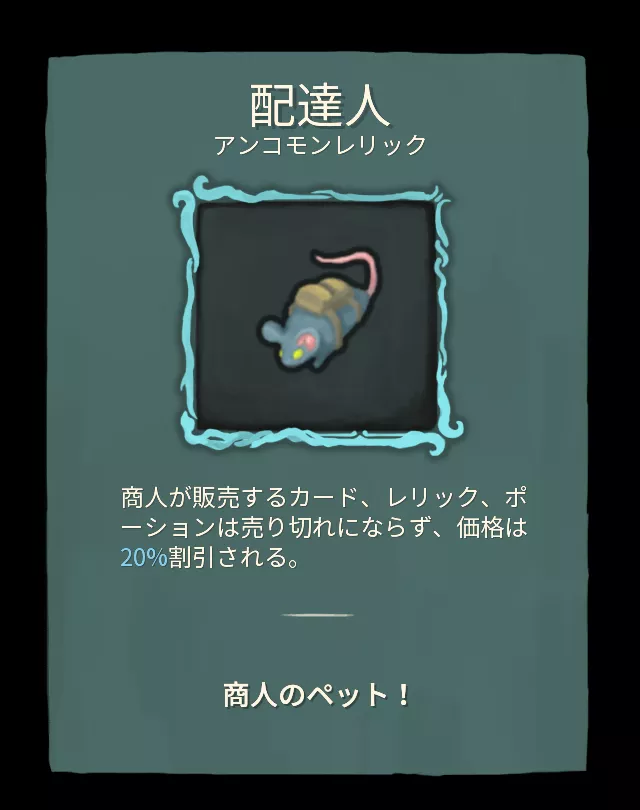 配達人
アンコモンレリック
商人が販売するカード、レリック、ポ
ーションは売り切れにならず、価格は
20%割引される。
商人のペット！